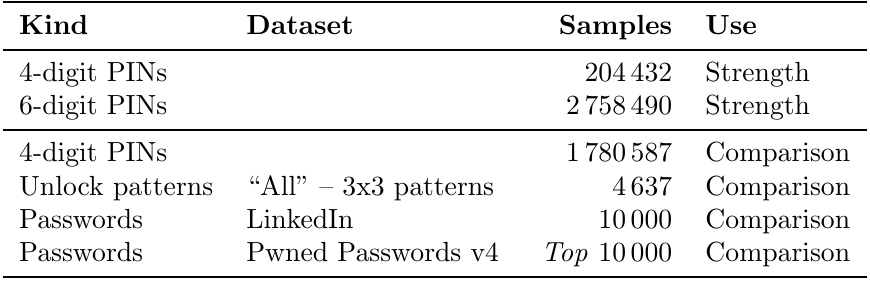 Kind Dataset Samples Use
4-digit PINs 204 432 Strength
6-digit PINs 2 758 490 Strength
4-digit PINs 1 780 587 Comparison
Unlock patterns “All” – 3x3 patterns 4 637 Comparison
Passwords LinkedIn 10 000 Comparison
Passwords Pwned Passwords v4 Top 10 000 Comparison